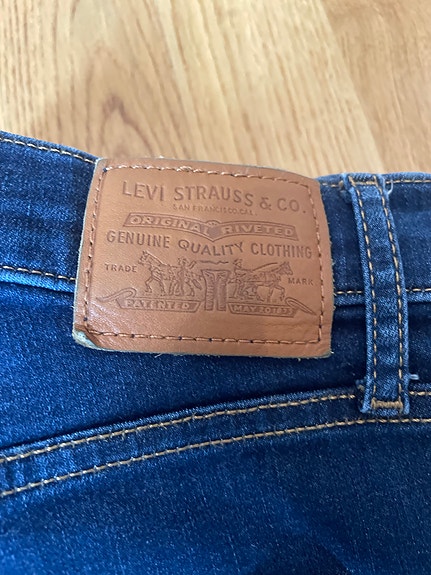 LEVI STRAUSS & CO.
SAN FRANCISCO, CAL.
ORIGINAL RIVETED
GENUINE QUALITY CLOTHING
TRADE MARK
PATENTED MAY 20 1873